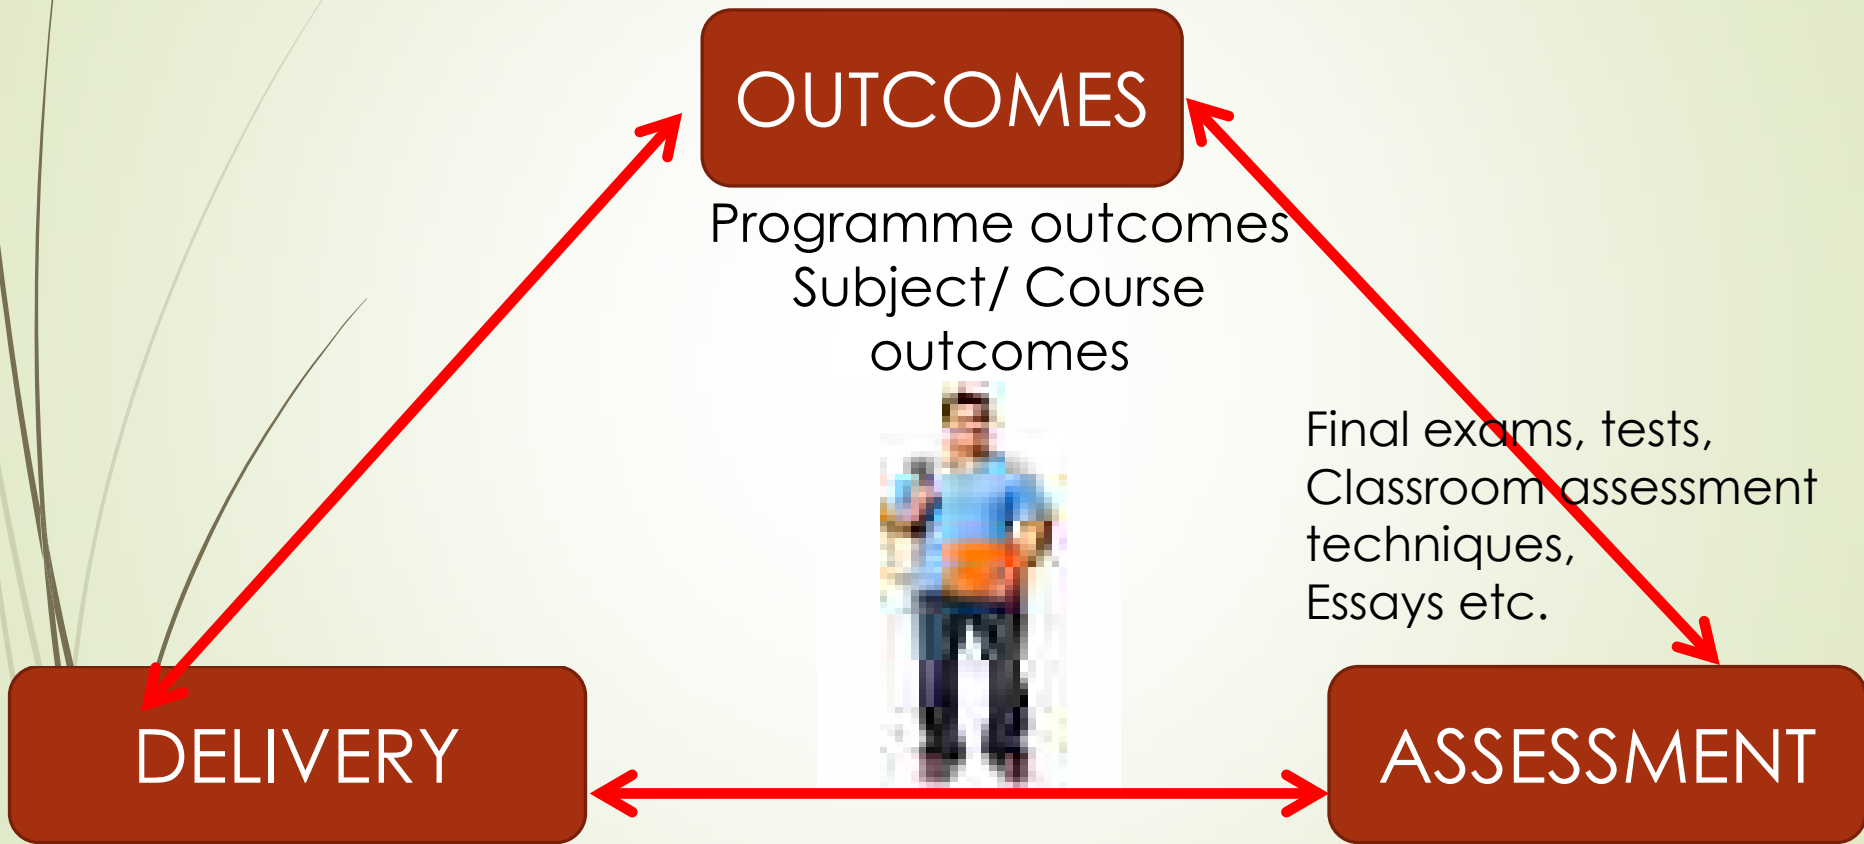 OUTCOMES
Programme outcomes
Subject/ Course
outcomes
Final exams, tests,
Classroom assessment
techniques,
Essays etc.
DELIVERY
ASSESSMENT